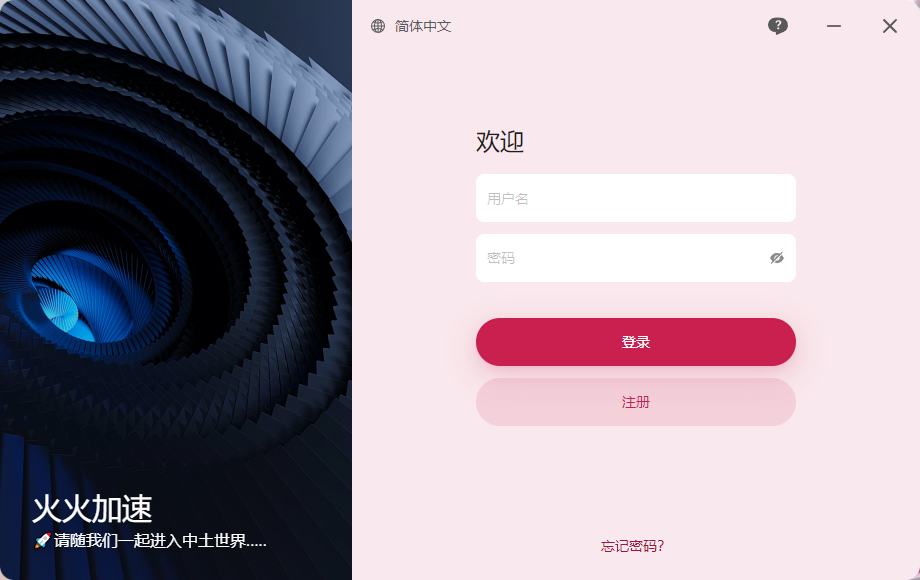 简体中文
欢迎
用户名
密码
登录
注册
忘记密码?
火火加速
🚀请随我们一起进入中土世界.....